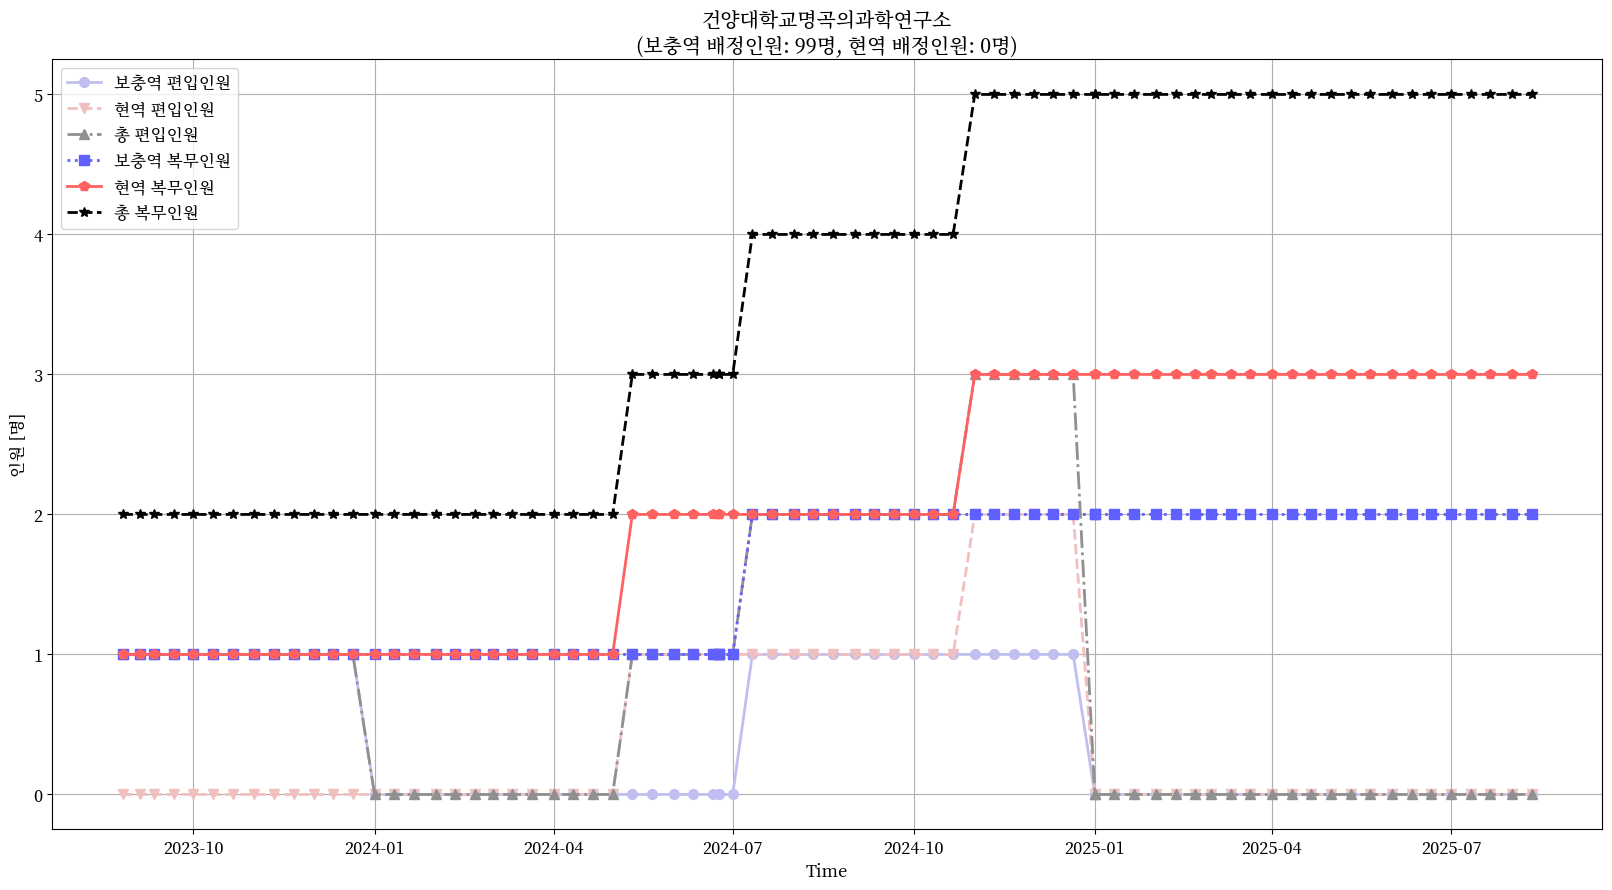 건양대학교명곡의과학연구소
(보충역 배정인원: 99명, 현역 배정인원: 0명)
보충역 편입인원
현역 편입인원
총 편입인원
보충역 복무인원
현역 복무인원
총 복무인원
인원 [명]
5
4
3
2
1
0
2023-10
2024-01
2024-04
2024-07
2024-10
2025-01
2025-04
2025-07
Time